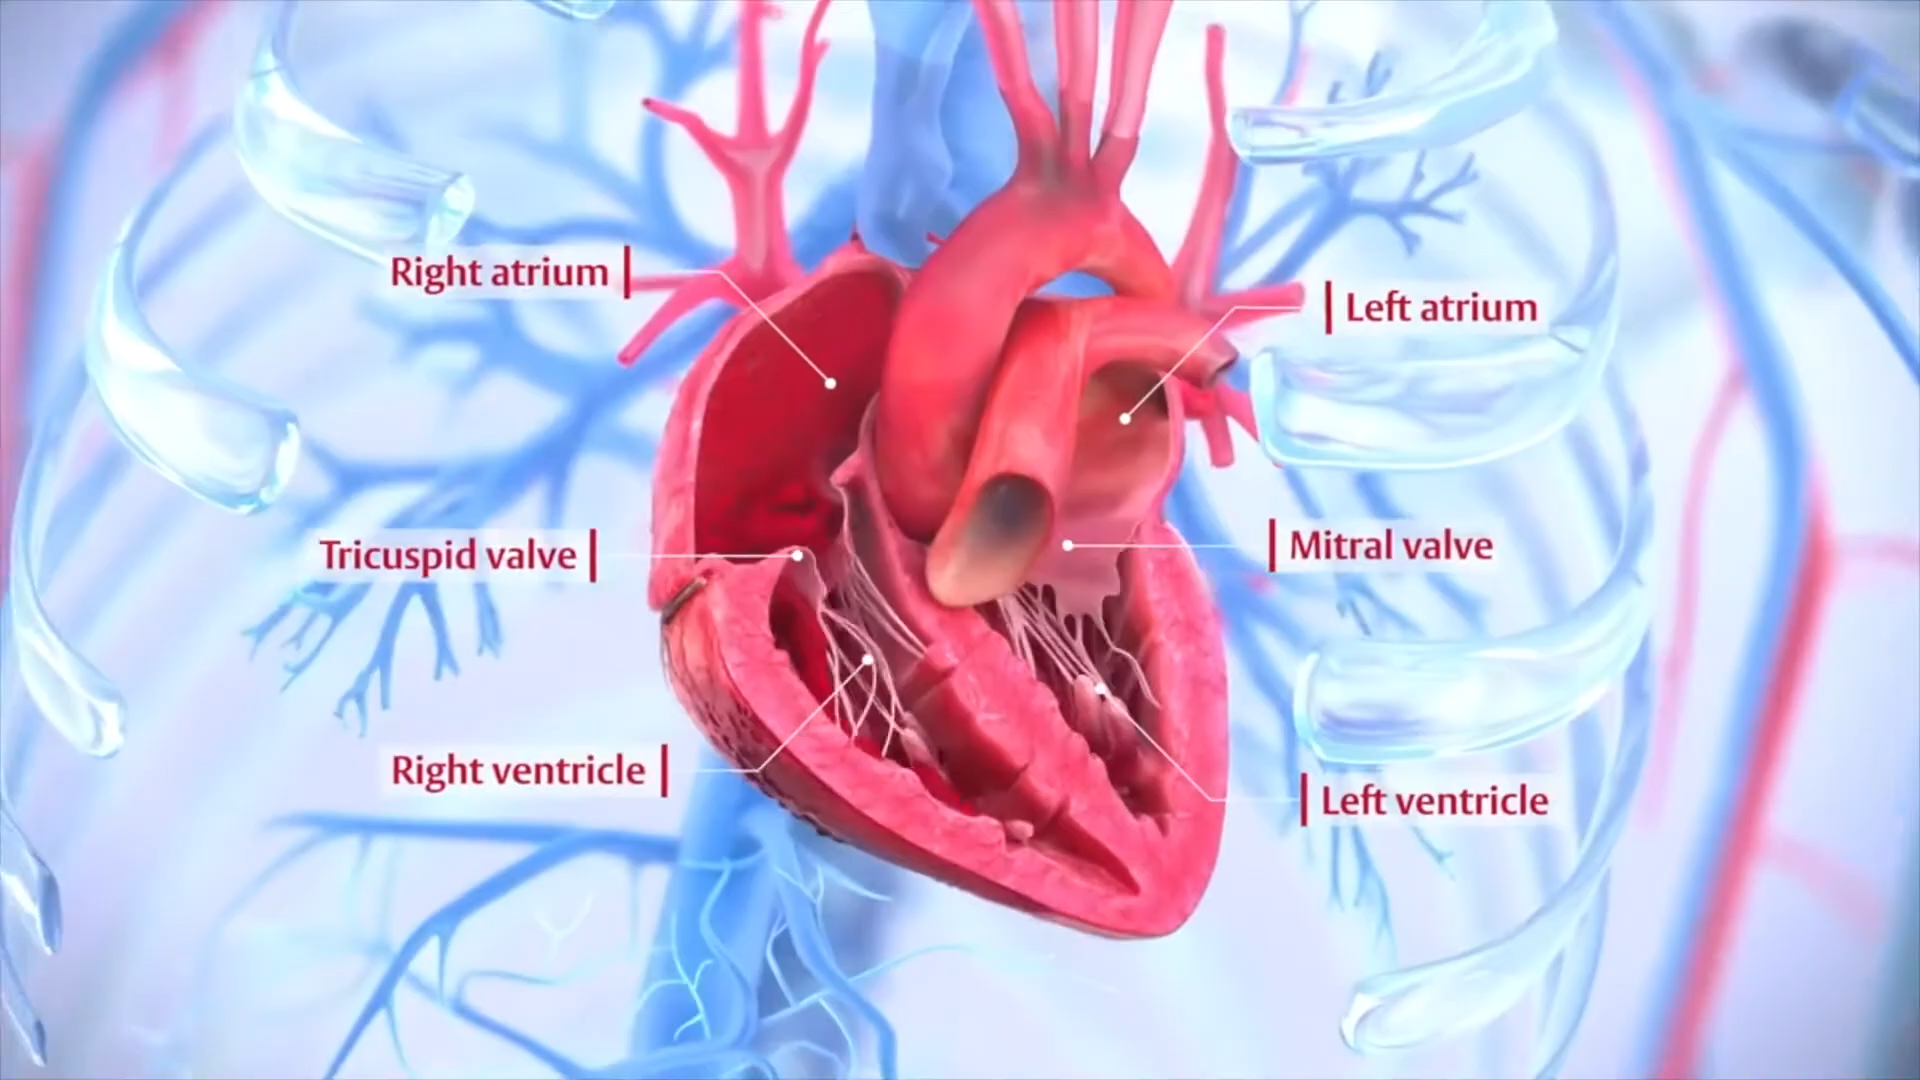 Right atrium
Left atrium
Tricuspid valve
Mitral valve
Right ventricle
Left ventricle